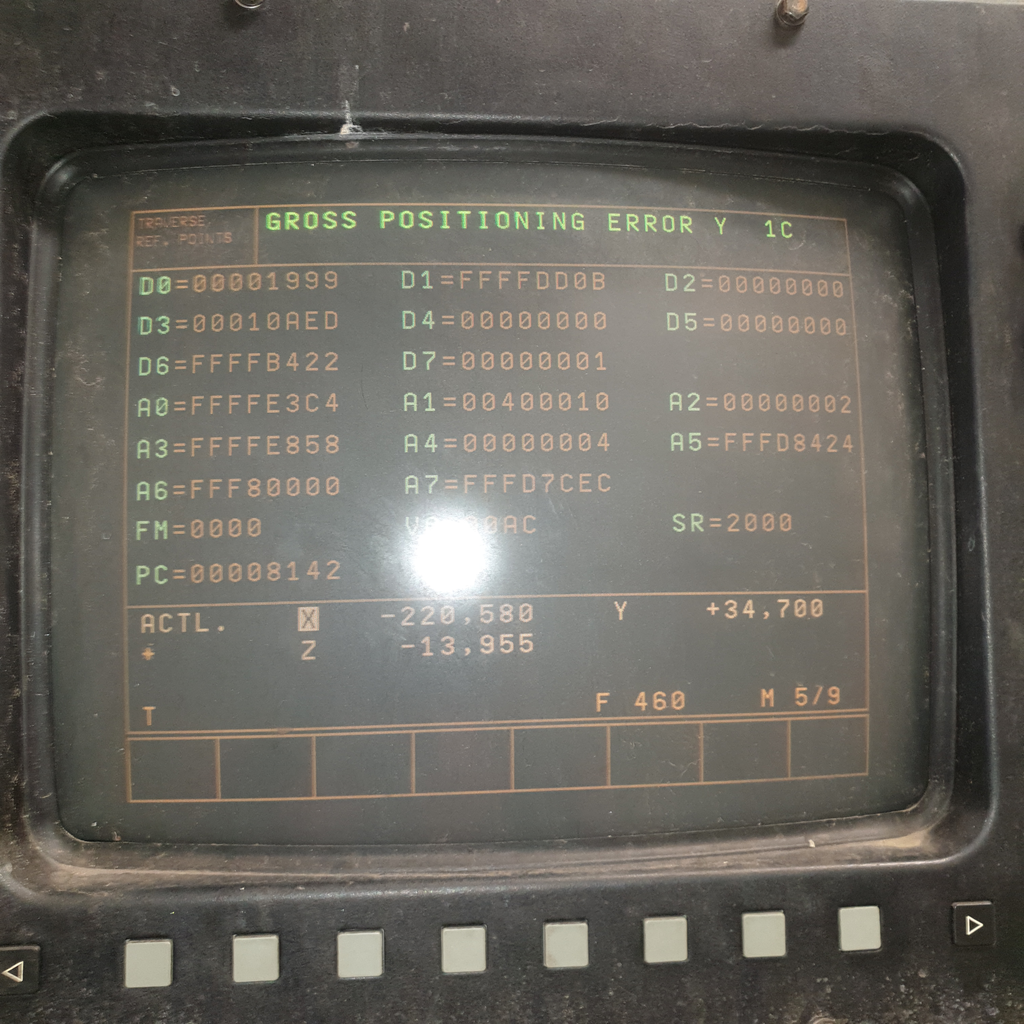 TRAVERSE
REF. POINTS
GROSS POSITIONING ERROR Y 1C
D0=00001999 D1=FFFFDD0B D2=00000000
D3=00010AED D4=00000000 D5=00000000
D6=FFFFB422 D7=00000001
A0=FFFFE3C4 A1=00400010 A2=00000002
A3=FFFFE858 A4=00000004 A5=FFFD8424
A6=FFF80000 A7=FFFD7CEC
FM=0000 SR=2000
PC=00008142
ACTL. X -220,580 Y +34,700
* Z -13,955
T F 460 M 5/9